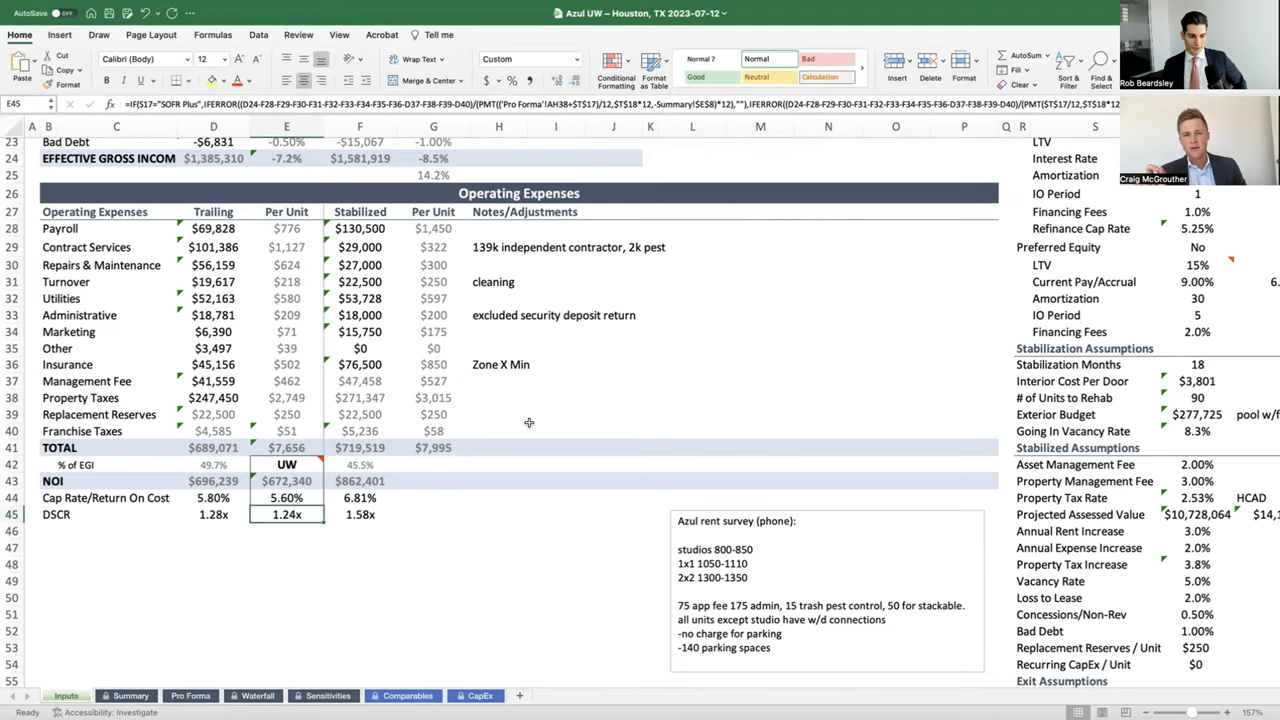 AutoSave OFF
Azul UW – Houston, TX 2023-07-12
Home Insert Draw Page Layout Formulas Data Review View Acrobat Tell me
Paste
Cut
Copy
Format
Calibri (Body) 12
B I U
Wrap Text
Merge & Center
Custom
$ % 9
Conditional Formatting
Format as Table
Normal 7 Normal Bad
Good Neutral Calculation
Insert Delete Format
AutoSum
Fill
Clear
Sort & Filter
Find & Select
Rob Beardsley
Craig McGrouther
E45 fx =IF($T$17="SOFR Plus",IFERROR((D24-F28-F29-F30-F31-F32-F33-F34-F35-F36-D37-F38-F39-D40)/(PMT(('Pro Forma'!AH38+$T$17)/12,$T$18*12,-Summary!$E$8)*12),""),IFERROR((D24-F28-F29-F30-F31-F32-F33-F34-F35-F36-D37-F38-F39-D40)/(PMT($T$17/12,$T$18*12
A B C D E F G H I J K L M N O P Q R S
23 Bad Debt -$6,831 -0.50% -$15,067 -1.00%
24 EFFECTIVE GROSS INCOM $1,385,310 -7.2% $1,581,919 -8.5%
25 14.2%
26 Operating Expenses
27 Operating Expenses Trailing Per Unit Stabilized Per Unit Notes/Adjustments
28 Payroll $69,828 $776 $130,500 $1,450
29 Contract Services $101,386 $1,127 $29,000 $322 139k independent contractor, 2k pest
30 Repairs & Maintenance $56,159 $624 $27,000 $300
31 Turnover $19,617 $218 $22,500 $250 cleaning
32 Utilities $52,163 $580 $53,728 $597
33 Administrative $18,781 $209 $18,000 $200 excluded security deposit return
34 Marketing $6,390 $71 $15,750 $175
35 Other $3,497 $39 $0 $0
36 Insurance $45,156 $502 $76,500 $850 Zone X Min
37 Management Fee $41,559 $462 $47,458 $527
38 Property Taxes $247,450 $2,749 $271,347 $3,015
39 Replacement Reserves $22,500 $250 $22,500 $250
40 Franchise Taxes $4,585 $51 $5,236 $58
41 TOTAL $689,071 $7,656 $719,519 $7,995
42 % of EGI 49.7% UW 45.5%
43 NOI $696,239 $672,340 $862,401
44 Cap Rate/Return On Cost 5.80% 5.60% 6.81%
45 DSCR 1.28x 1.24x 1.58x
46
47
48
49
50
51
52
53
54
55
Azul rent survey (phone):
studios 800-850
1x1 1050-1110
2x2 1300-1350
75 app fee 175 admin, 15 trash pest control, 50 for stackable.
all units except studio have w/d connections
-no charge for parking
-140 parking spaces
LTV
Interest Rate
Amortization
IO Period 1
Financing Fees 1.0%
Refinance Cap Rate 5.25%
Preferred Equity No
LTV 15%
Current Pay/Accrual 9.00% 6.
Amortization 30
IO Period 5
Financing Fees 2.0%
Stabilization Assumptions
Stabilization Months 18
Interior Cost Per Door $3,801
# of Units to Rehab 90
Exterior Budget $277,725 pool w/f
Going In Vacancy Rate 8.3%
Stabilized Assumptions
Asset Management Fee 2.00%
Property Management Fee 3.00%
Property Tax Rate 2.53% HCAD
Projected Assessed Value $10,728,064 $14,1
Annual Rent Increase 3.0%
Annual Expense Increase 2.0%
Property Tax Increase 3.8%
Vacancy Rate 5.0%
Loss to Lease 2.0%
Concessions/Non-Rev 0.50%
Bad Debt 1.00%
Replacement Reserves / Unit $250
Recurring CapEx / Unit $0
Exit Assumptions
Inputs Summary Pro Forma Waterfall Sensitivities Comparables CapEx +
Ready Accessibility: Investigate 157%